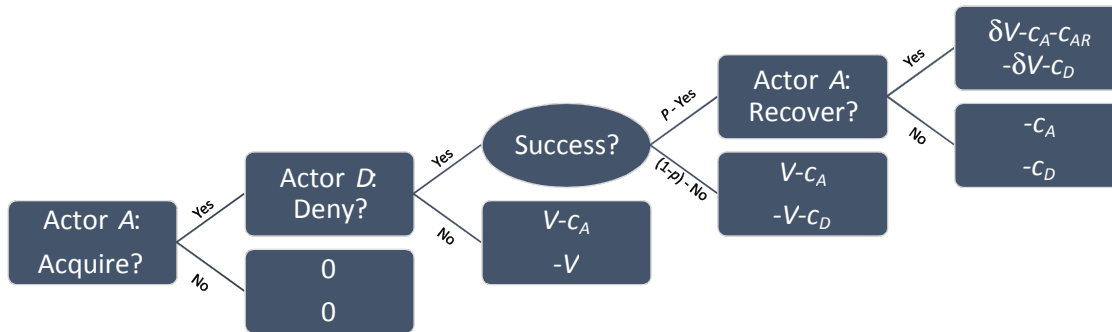 Actor A:
Acquire?
Yes
No
Actor D:
Deny?
0
0
Yes
No
Success?
V-cA
-V
p - Yes
(1-p) - No
Actor A:
Recover?
V-cA
-V-cD
Yes
No
δV-cA-cAR
-δV-cD
-cA
-cD